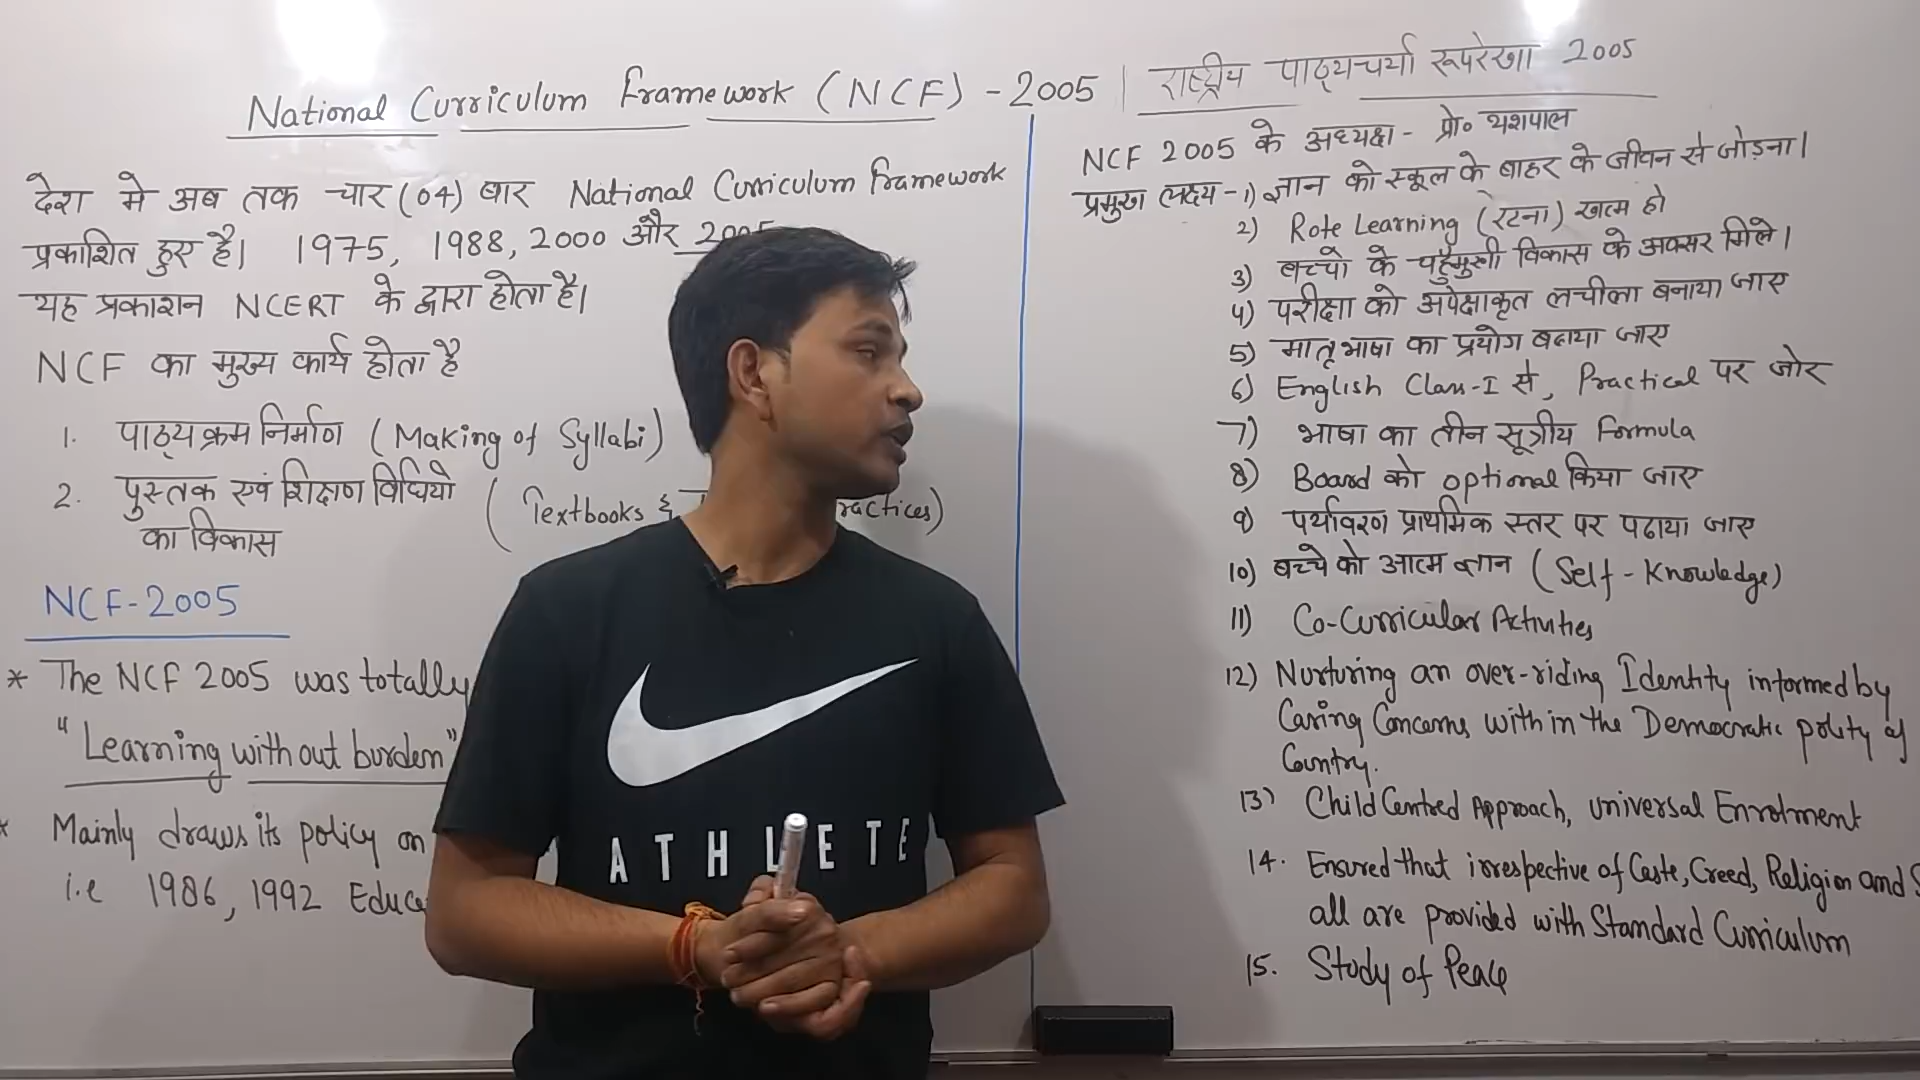 National Curriculum Framework (NCF) - 2005 | राष्ट्रीय पाठ्यचर्या रूपरेखा 2005
देश मे अब तक चार (04) बार National Curriculum Framework
प्रकाशित हुए है। 1975, 1988, 2000 और 2005
यह प्रकाशन NCERT के द्वारा होता है।
NCF का मुख्य कार्य होता है
1. पाठ्यक्रम निर्माण (Making of Syllabi)
2. पुस्तक एवं शिक्षण विधियो (Textbooks &
का विकास
NCF-2005
* The NCF 2005 was totally
"Learning without burden"
* Mainly draws its policy on
i.e 1986, 1992
NCF 2005 के अध्यक्ष - प्रो० यशपाल
प्रमुख लक्ष्य - 1) ज्ञान को स्कूल के बाहर के जीवन से जोड़ना।
2) Rote Learning (रटना) खत्म हो
3) बच्चो के चहुँमुखी विकास के अवसर मिले।
4) परीक्षा को अपेक्षाकृत लचीला बनाया जाए
5) मातृभाषा का प्रयोग बढाया जाए
6) English Class-I से, Practical पर जोर
7) भाषा का तीन सूत्रीय Formula
8) Board को optional किया जाए
9) पर्यावरण प्राथमिक स्तर पर पढाया जाए
10) बच्चे को आत्म ज्ञान (Self-Knowledge)
11) Co-Curricular Activities
12) Nurturing an over-riding Identity informed by
Caring Concerns within the Democratic polity of
Country.
13) Child Centred Approach, universal Enrolment
14. Ensured that irrespective of Caste, Creed, Religion and
all are provided with Standard Curriculum
15. Study of Peace
ATHLETE